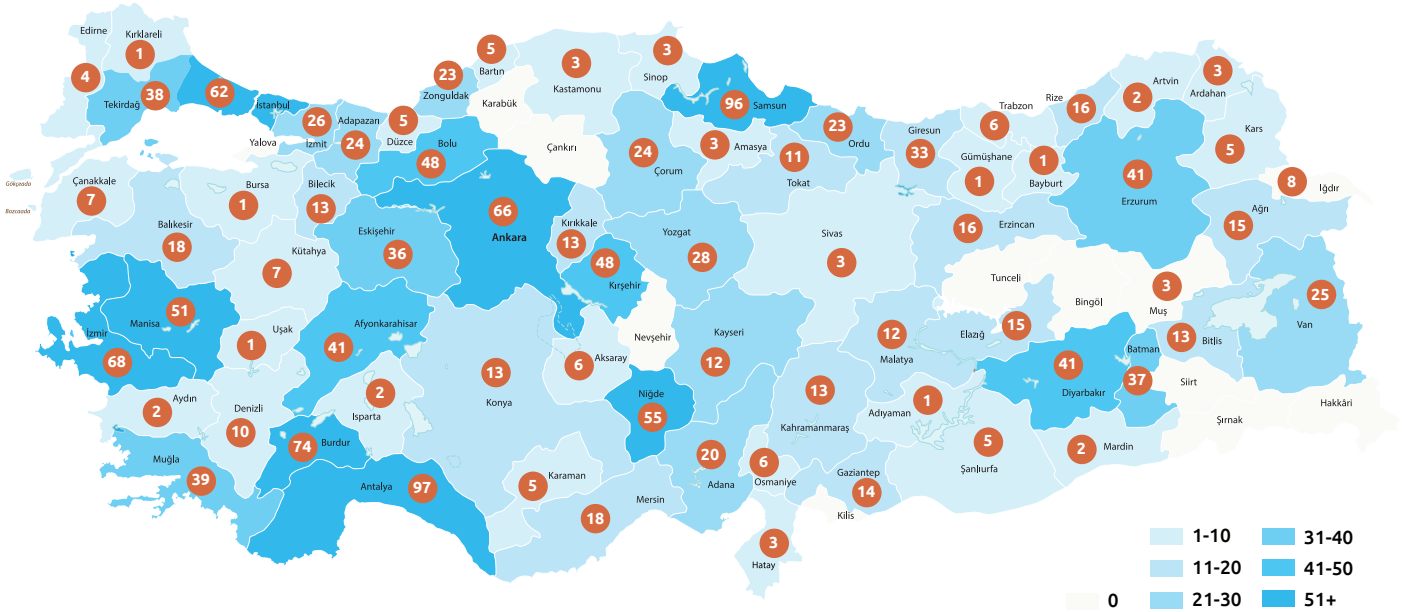 Edirne
4
Kırklareli
1
Tekirdağ
38
62
İstanbul
26
İzmit
Adapazarı
24
Yalova
5
Düzce
23
Zonguldak
5
Bartın
Karabük
3
Kastamonu
3
Sinop
96 Samsun
Bolu
48
Çankırı
24
Çorum
3 Amasya
11
Tokat
23
Ordu
Giresun
33
Trabzon
6
Gümüşhane
1
1
Bayburt
Rize
16
Artvin
2
3
Ardahan
Kars
5
41
Erzurum
8
Iğdır
Ağrı
15
Gökçeada
Bozcaada
Çanakkale
7
Balıkesir
18
Bursa
1
Bilecik
13
Kütahya
7
Eskişehir
36
66
Ankara
Kırıkkale
13
48
Kırşehir
Yozgat
28
Sivas
3
16
Erzincan
Tunceli
Bingöl
3
Muş
25
Van
Manisa
51
İzmir
68
Uşak
1
Afyonkarahisar
41
13
Konya
6
Aksaray
Nevşehir
Kayseri
12
Niğde
55
12
Malatya
Elazığ
15
Batman
37
13
Bitlis
Siirt
Şırnak
Hakkâri
Aydın
2
Denizli
10
2
Isparta
74
Burdur
Muğla
39
Antalya
97
Karaman
5
Mersin
18
20
Adana
6
Osmaniye
13
Kahramanmaraş
Gaziantep
14
Kilis
1
Adıyaman
5
Şanlıurfa
41
Diyarbakır
Mardin
2
3
Hatay
0
1-10
11-20
21-30
31-40
41-50
51+